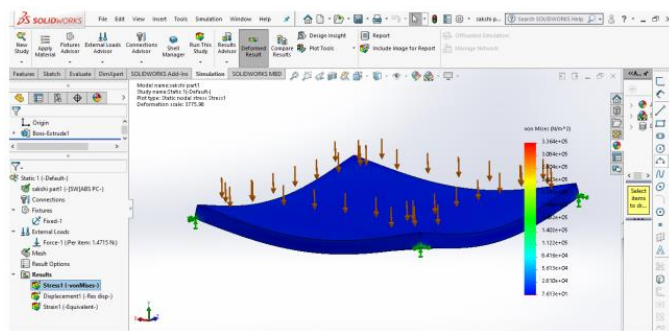 SOLIDWORKS File Edit View Insert Tools Simulation Window Help
sakshi p...
New Study
Apply Material
Fixtures Advisor
External Loads Advisor
Connections Advisor
Shell Manager
Run This Study
Results Advisor
Deformed Result
Compare Results
Design Insight
Plot Tools
Report
Include Image for Report
Offloaded Simulation
Manage Network
Features Sketch Evaluate DimXpert SOLIDWORKS Add-Ins Simulation SOLIDWORKS MBD
Model name:sakshi part1
Study name:Static 1(-Default-)
Plot type: Static nodal stress Stress1
Deformation scale: 3775.98
Origin
Boss-Extrude1
von Mises (N/m^2)
3.364e+05
3.084e+05
1.402e+05
1.122e+05
8.416e+04
5.613e+04
2.810e+04
7.613e+01
Static 1 (-Default-)
sakshi part1 (-[SW]ABS PC-)
Connections
Fixtures
Fixed-1
External Loads
Force-1 (:Per item: 1.4715 N:)
Mesh
Result Options
Results
Stress1 (-vonMises-)
Displacement1 (-Res disp-)
Strain1 (-Equivalent-)
Select items to dr...